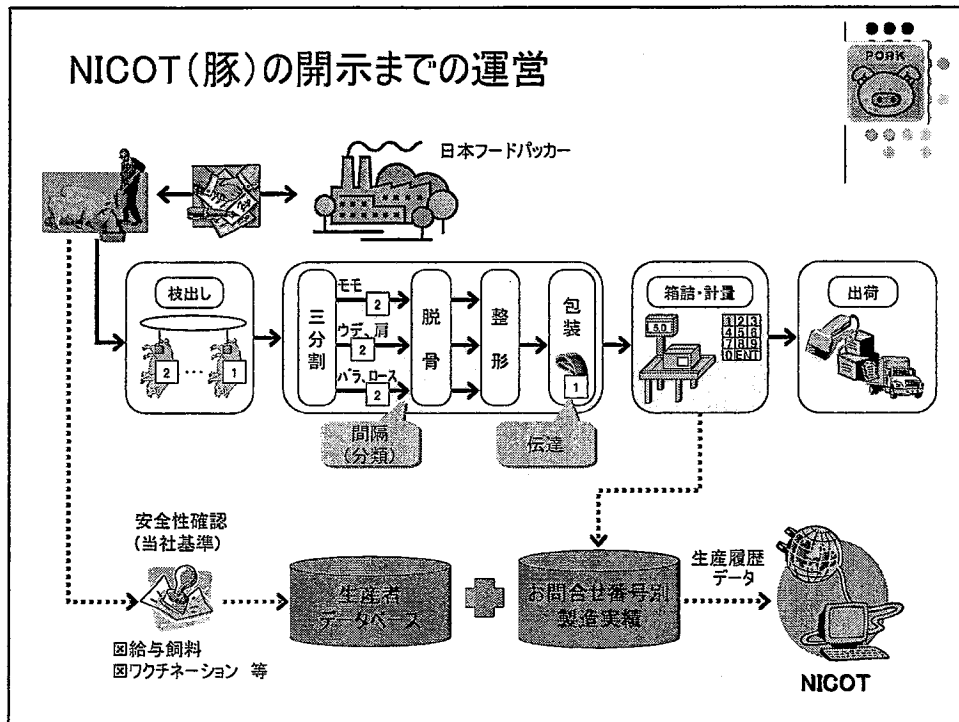 NICOT(豚)の開示までの運営
PORK
日本フードパッカー
枝出し
2 … 1
三分割
モモ
2
ウデ、肩
2
バラ、ロース
2
脱骨
整形
包装
1
箱詰・計量
5.0
1 2 3
4 5 6
7 8 9
0 ENT
出荷
間隔
(分類)
伝達
安全性確認
(当社基準)
給与飼料
ワクチネーション 等
生産者
データベース
お問合せ番号別
製造実績
生産履歴
データ
NICOT